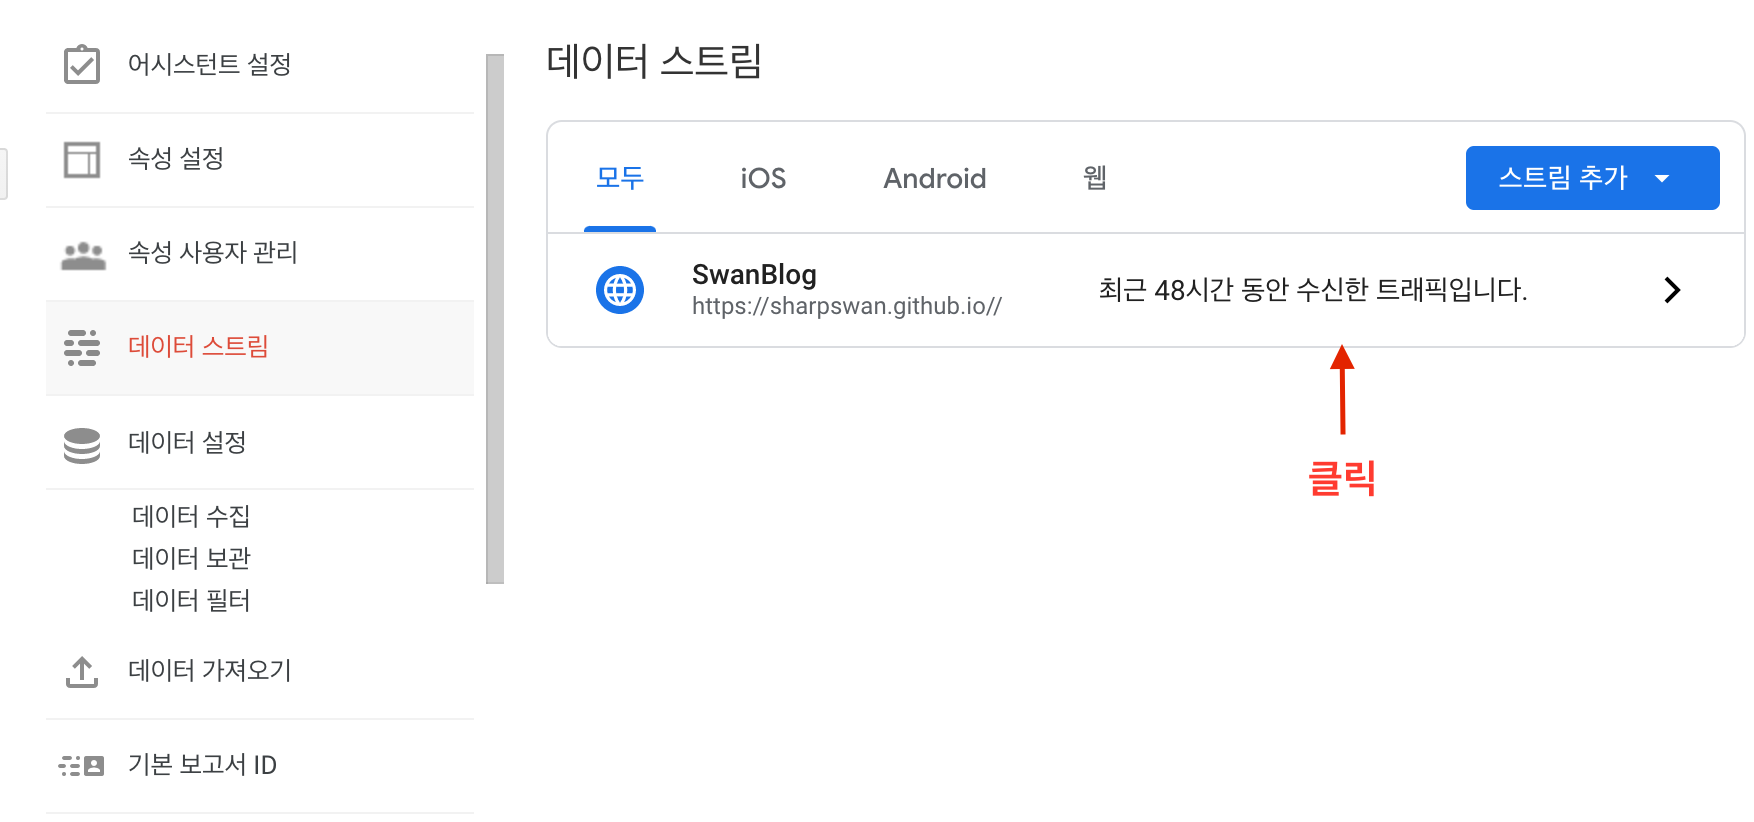 어시스턴트 설정
속성 설정
속성 사용자 관리
데이터 스트림
데이터 설정
데이터 수집
데이터 보관
데이터 필터
데이터 가져오기
기본 보고서 ID
데이터 스트림
모두 iOS Android 웹 스트림 추가
SwanBlog
https://sharpswan.github.io//
최근 48시간 동안 수신한 트래픽입니다.
클릭